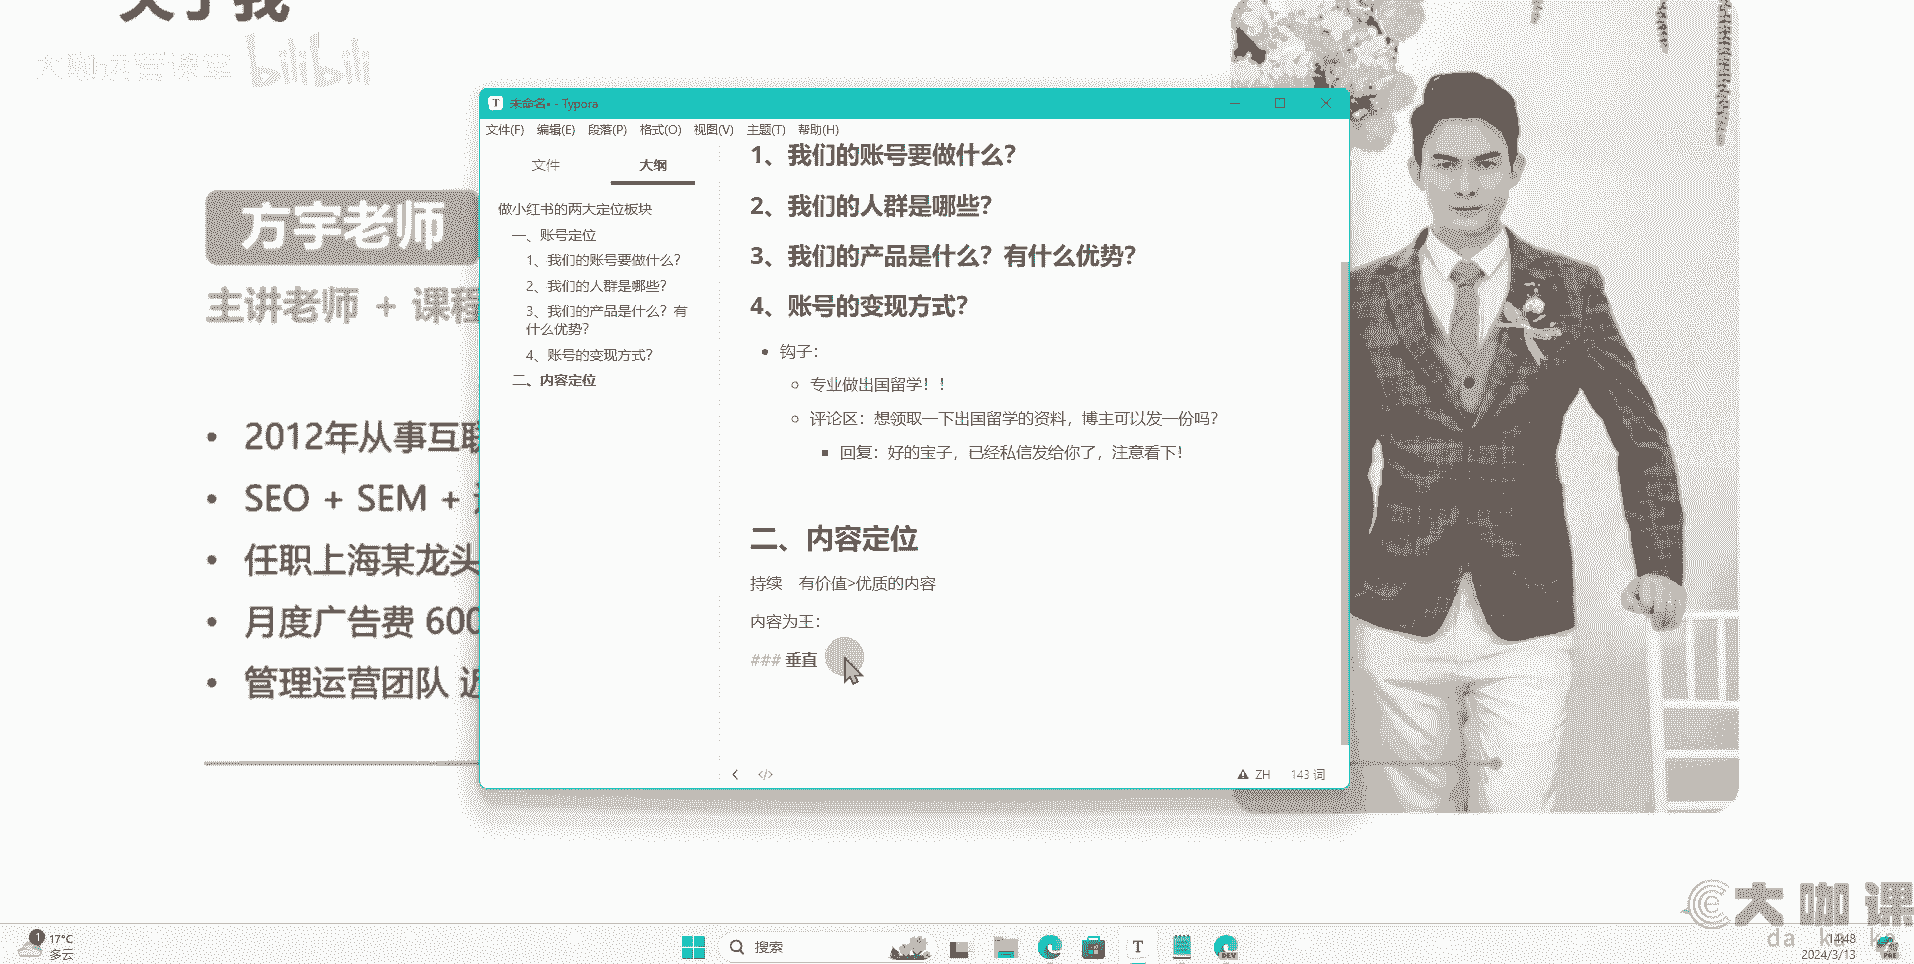 关于我
大咖运营课堂 bilibili
方宇老师
主讲老师 + 课程
2012年从事互联
SEO + SEM +
任职上海某龙头
月度广告费 600
管理运营团队 近
未命名• - Typora
文件(F) 编辑(E) 段落(P) 格式(O) 视图(V) 主题(T) 帮助(H)
文件 大纲
做小红书的两大定位板块
一、账号定位
1、我们的账号要做什么?
2、我们的人群是哪些?
3、我们的产品是什么？有
什么优势?
4、账号的变现方式?
二、内容定位
1、我们的账号要做什么?
2、我们的人群是哪些?
3、我们的产品是什么？有什么优势?
4、账号的变现方式?
钩子：
专业做出国留学！！
评论区：想领取一下出国留学的资料，博主可以发一份吗?
回复：好的宝子，已经私信发给你了，注意看下！
二、内容定位
持续 有价值>优质的内容
内容为王：
### 垂直
ZH 143 词
大咖课
da ka ke
1
17°C
多云
搜索
DEV
14:48
2024/3/13
PRE